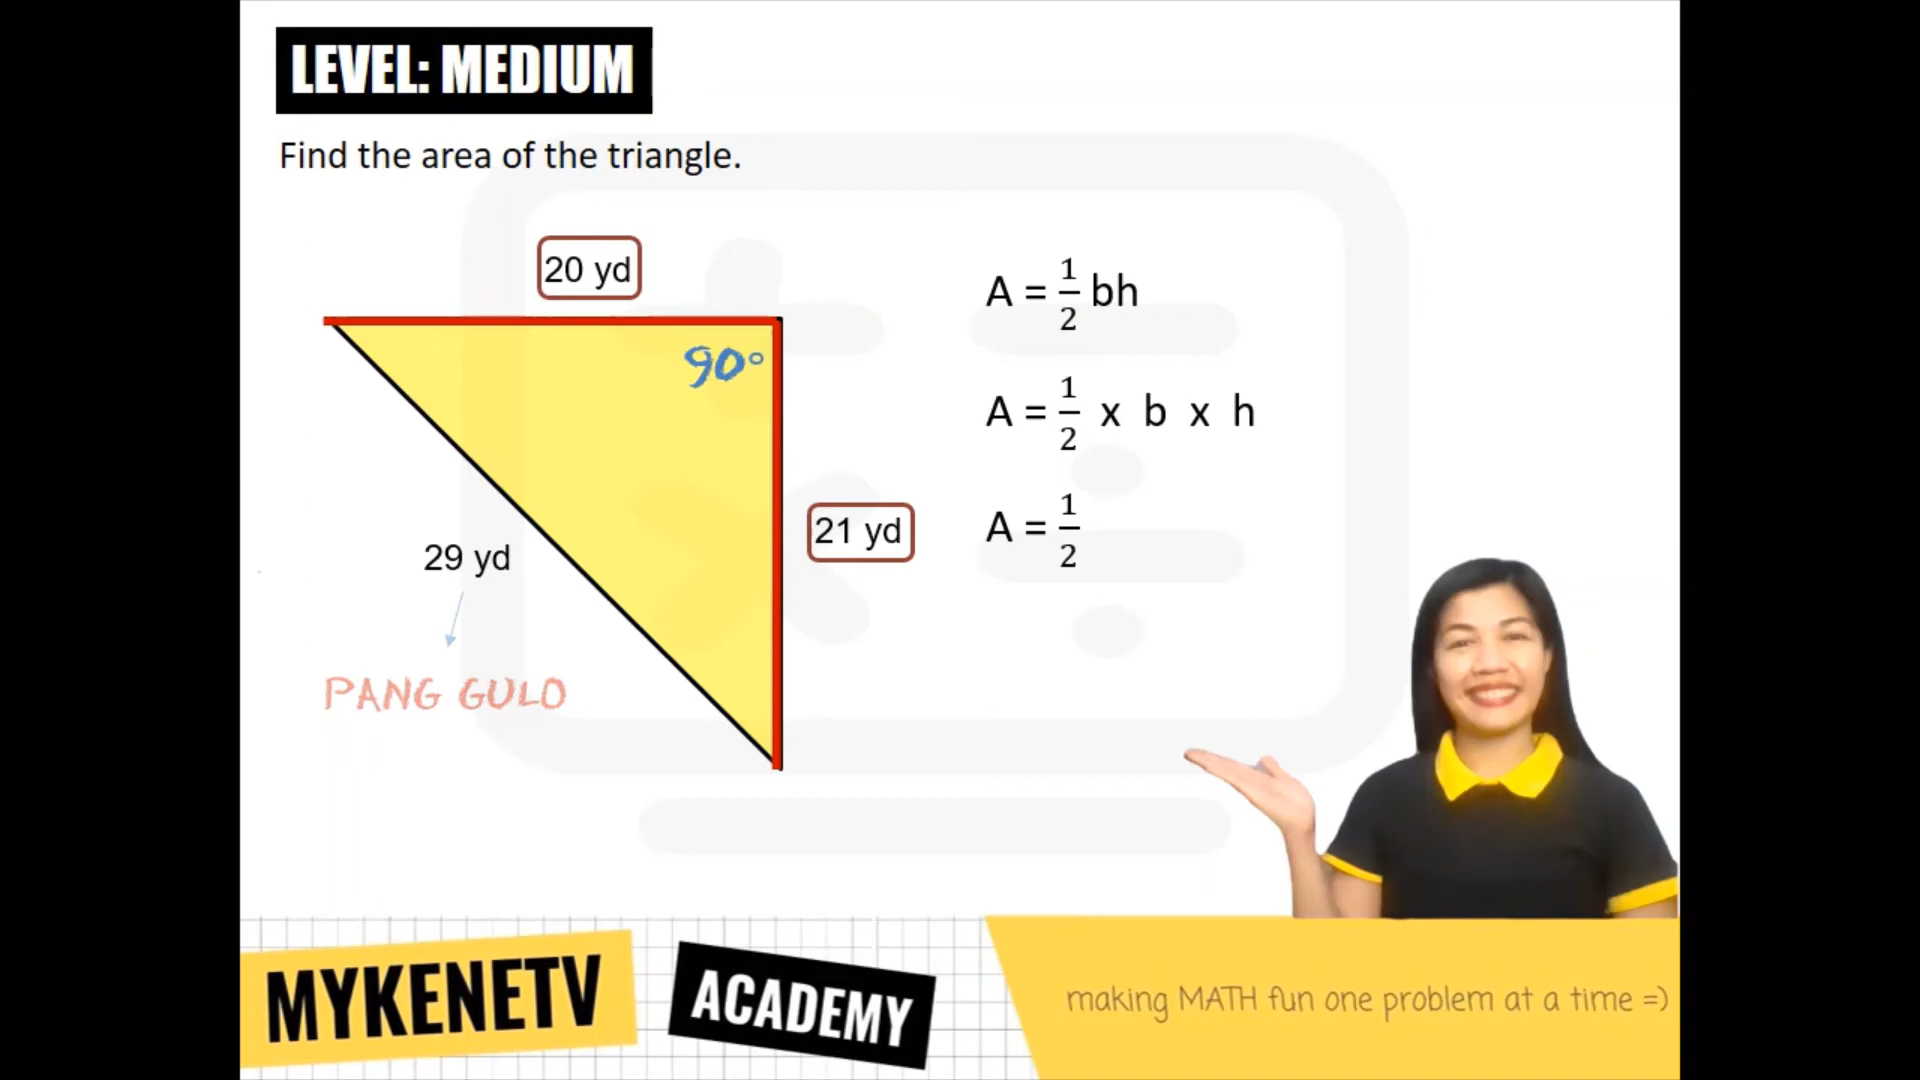 LEVEL: MEDIUM
Find the area of the triangle.
20 yd
90°
21 yd
29 yd
PANG GULO
A = 1/2 bh
A = 1/2 x b x h
A = 1/2
MYKENETV
ACADEMY
making MATH fun one problem at a time =)